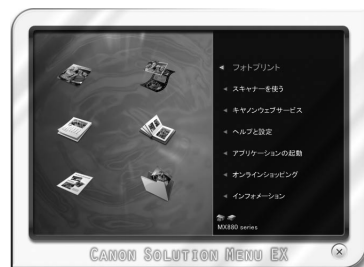 フォトプリント
スキャナーを使う
キヤノンウェブサービス
ヘルプと設定
アプリケーションの起動
オンラインショッピング
インフォメーション
MX880 series
CANON SOLUTION MENU EX